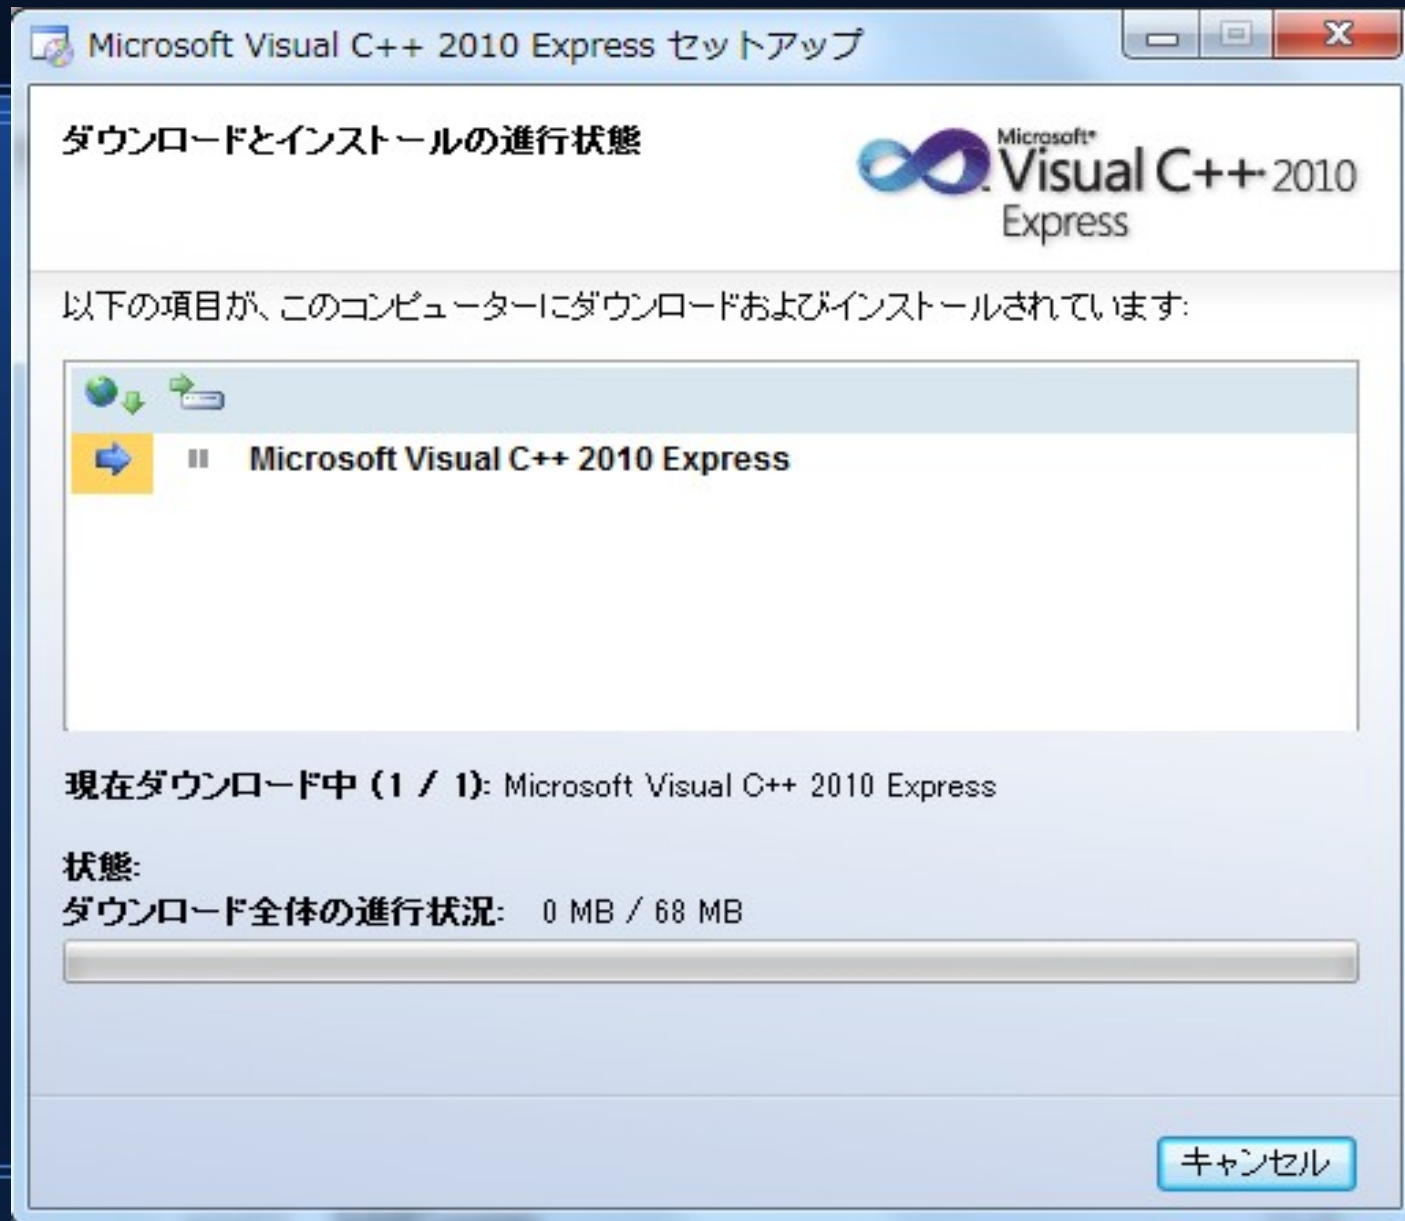 Microsoft Visual C++ 2010 Express セットアップ
ダウンロードとインストールの進行状態
Microsoft
Visual C++ 2010
Express
以下の項目が、このコンピューターにダウンロードおよびインストールされています:
Microsoft Visual C++ 2010 Express
現在ダウンロード中 (1 / 1): Microsoft Visual C++ 2010 Express
状態:
ダウンロード全体の進行状況: 0 MB / 68 MB
キャンセル